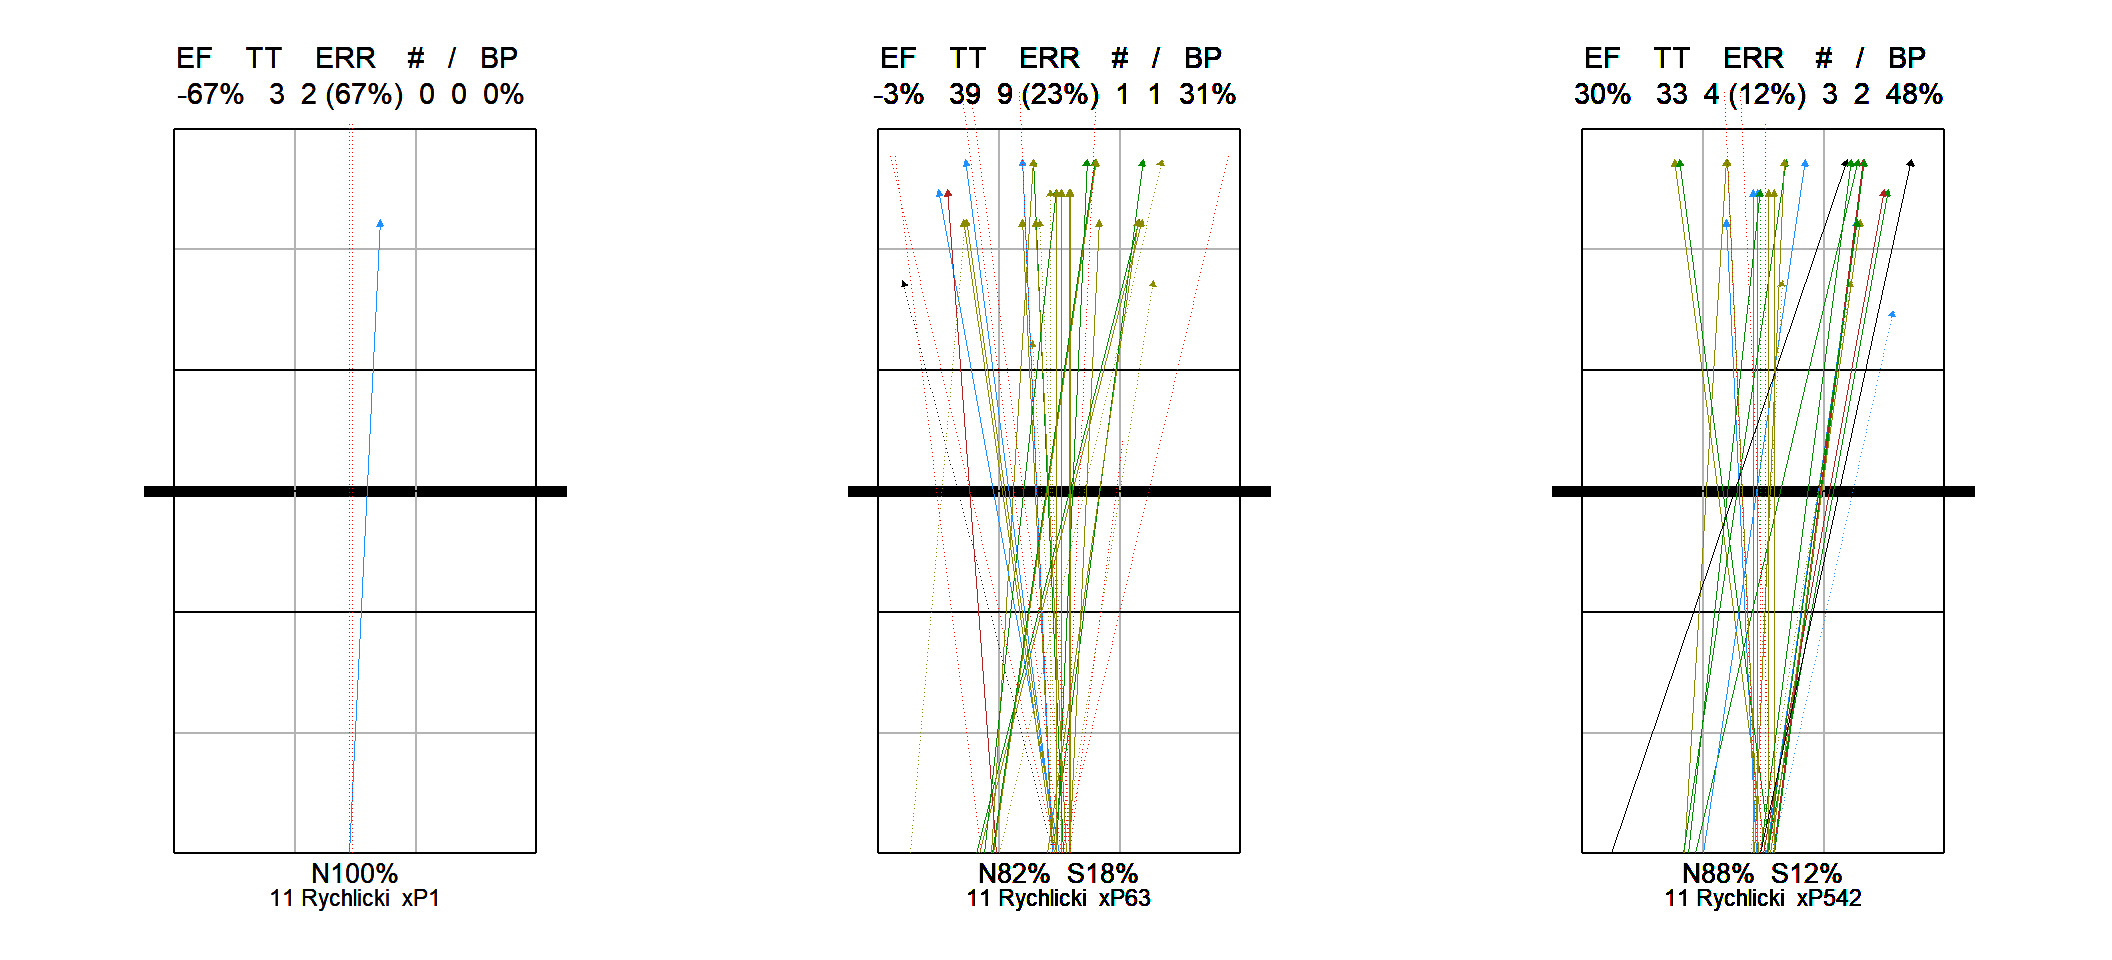 EF TT ERR # / BP
-67% 3 2 (67%) 0 0 0%
N100%
11 Rychlicki xP1
EF TT ERR # / BP
-3% 39 9 (23%) 1 1 31%
N82% S18%
11 Rychlicki xP63
EF TT ERR # / BP
30% 33 4 (12%) 3 2 48%
N88% S12%
11 Rychlicki xP542